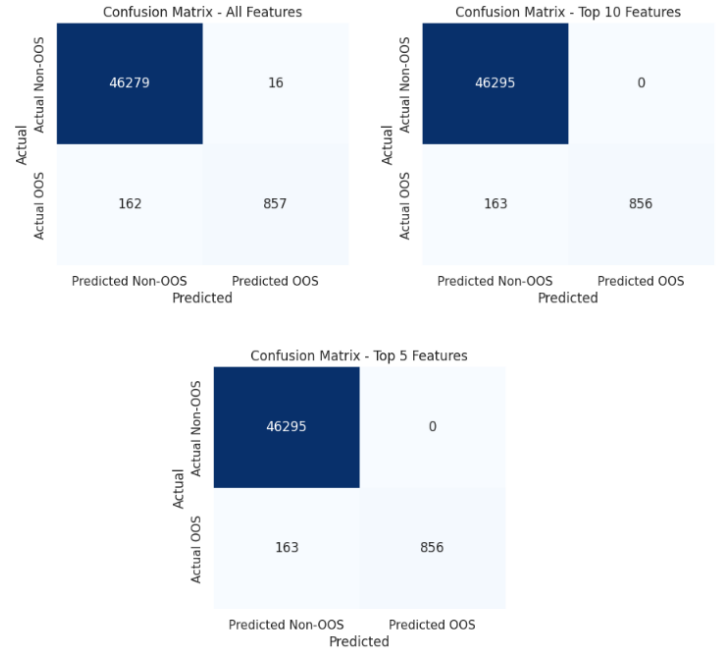 Confusion Matrix - All Features
Actual Non-OOS
46279
16
Actual
Actual OOS
162
857
Predicted Non-OOS
Predicted OOS
Predicted
Confusion Matrix - Top 10 Features
Actual Non-OOS
46295
0
Actual
Actual OOS
163
856
Predicted Non-OOS
Predicted OOS
Predicted
Confusion Matrix - Top 5 Features
Actual Non-OOS
46295
0
Actual
Actual OOS
163
856
Predicted Non-OOS
Predicted OOS
Predicted